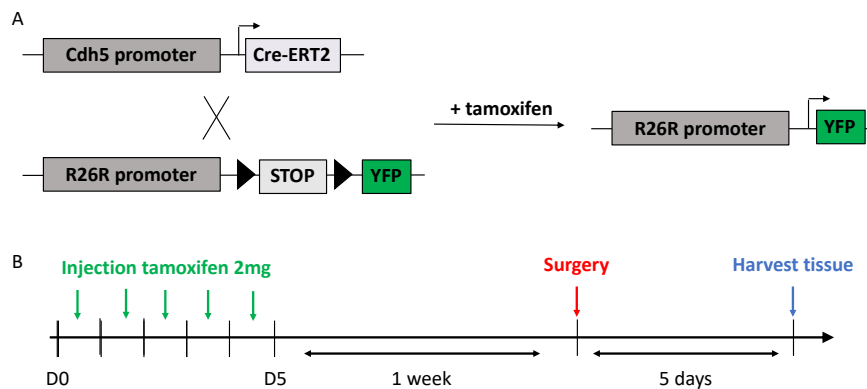 A
Cdh5 promoter
Cre-ERT2
+ tamoxifen
R26R promoter
YFP
R26R promoter
STOP
YFP
B
Injection tamoxifen 2mg
Surgery
Harvest tissue
D0
D5
1 week
5 days